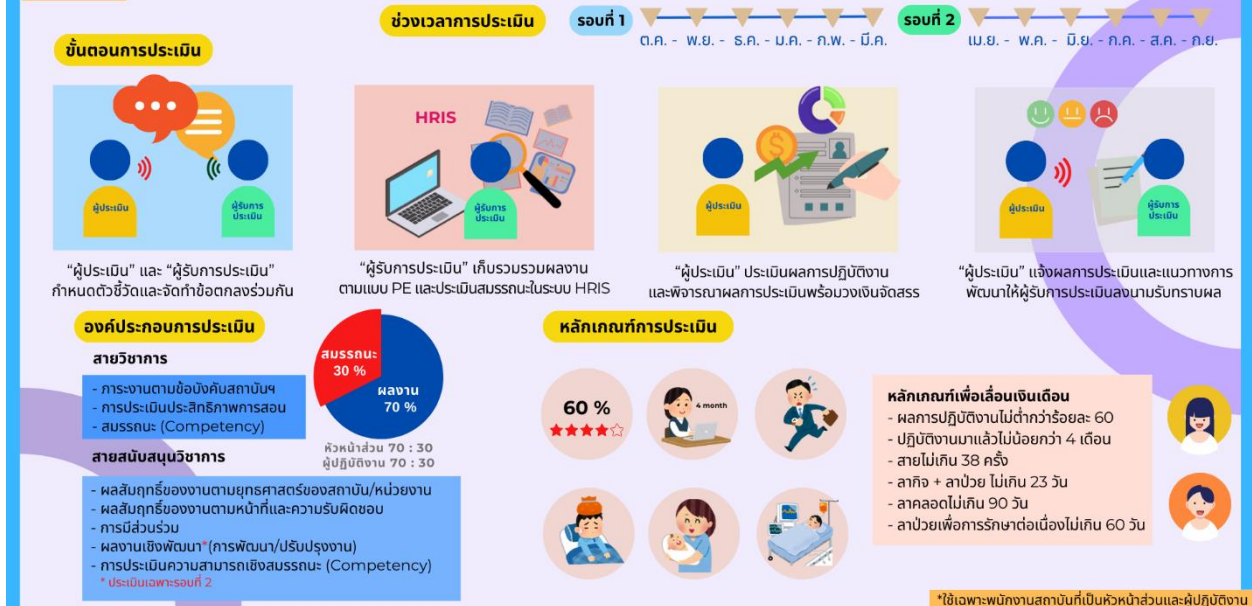 ช่วงเวลาการประเมิน
รอบที่ 1
ต.ค. - พ.ย. - ธ.ค. - ม.ค. - ก.พ. - มี.ค.
รอบที่ 2
เม.ย. - พ.ค. - มิ.ย. - ก.ค. - ส.ค. - ก.ย.
ขั้นตอนการประเมิน
ผู้ประเมิน
ผู้รับการ
ประเมิน
"ผู้ประเมิน" และ "ผู้รับการประเมิน"
กำหนดตัวชี้วัดและจัดทำข้อตกลงร่วมกัน
HRIS
ผู้รับการ
ประเมิน
"ผู้รับการประเมิน" เก็บรวมรวมผลงาน
ตามแบบ PE และประเมินสมรรถนะในระบบ HRIS
ผู้ประเมิน
"ผู้ประเมิน" ประเมินผลการปฏิบัติงาน
และพิจารณาผลการประเมินพร้อมวงเงินจัดสรร
ผู้ประเมิน
ผู้รับการ
ประเมิน
"ผู้ประเมิน" แจ้งผลการประเมินและแนวทางการ
พัฒนาให้ผู้รับการประเมินลงนามรับทราบผล
องค์ประกอบการประเมิน
สายวิชาการ
- ภาระงานตามข้อบังคับสถาบันฯ
- การประเมินประสิทธิภาพการสอน
- สมรรถนะ (Competency)
สมรรถนะ
30 %
ผลงาน
70 %
หัวหน้าส่วน 70 : 30
ผู้ปฏิบัติงาน 70 : 30
สายสนับสนุนวิชาการ
- ผลสัมฤทธิ์ของงานตามยุทธศาสตร์ของสถาบัน/หน่วยงาน
- ผลสัมฤทธิ์ของงานตามหน้าที่และความรับผิดชอบ
- การมีส่วนร่วม
- ผลงานเชิงพัฒนา*(การพัฒนา/ปรับปรุงงาน)
- การประเมินความสามารถเชิงสมรรถนะ (Competency)
* ประเมินเฉพาะรอบที่ 2
หลักเกณฑ์การประเมิน
60 %
4 month
หลักเกณฑ์เพื่อเลื่อนเงินเดือน
- ผลการปฏิบัติงานไม่ต่ำกว่าร้อยละ 60
- ปฏิบัติงานมาแล้วไม่น้อยกว่า 4 เดือน
- สายไม่เกิน 38 ครั้ง
- ลากิจ + ลาป่วย ไม่เกิน 23 วัน
- ลาคลอดไม่เกิน 90 วัน
- ลาป่วยเพื่อการรักษาต่อเนื่องไม่เกิน 60 วัน
*ใช้เฉพาะพนักงานสถาบันที่เป็นหัวหน้าส่วนและผู้ปฏิบัติงาน